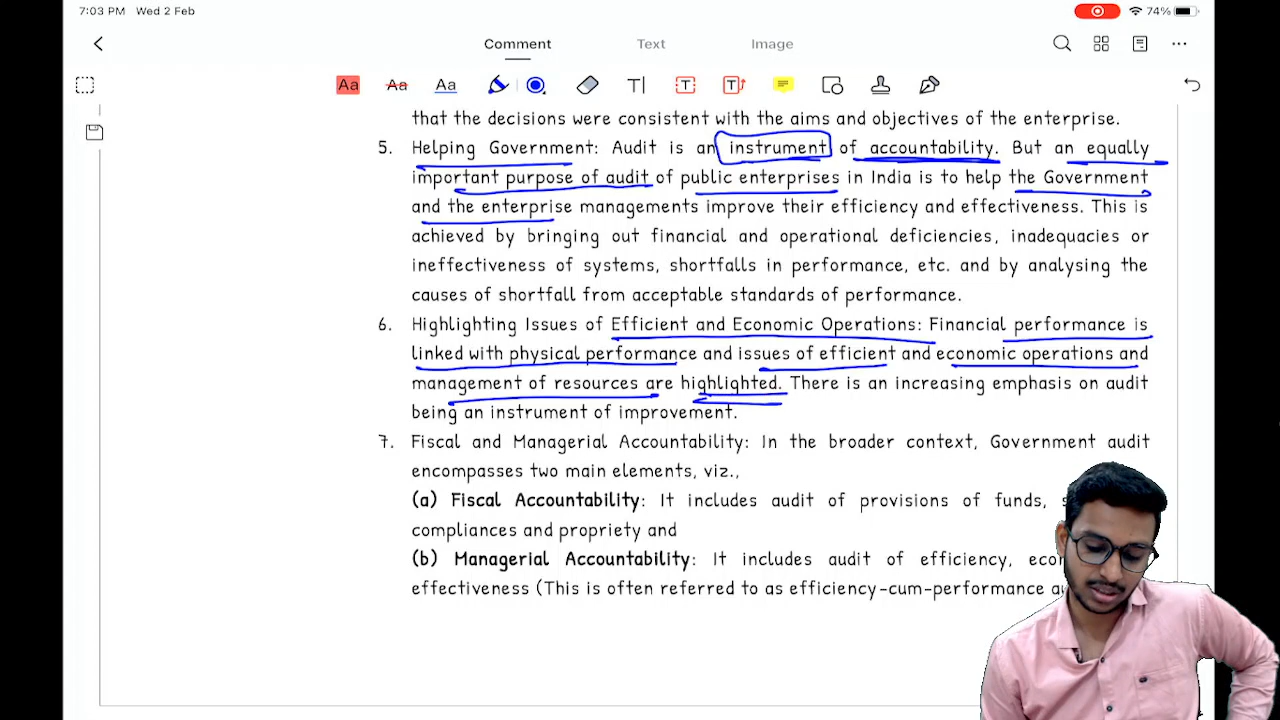 7:03 PM Wed 2 Feb 74%
Comment Text Image
Aa Aa Aa T T T
that the decisions were consistent with the aims and objectives of the enterprise.
5. Helping Government: Audit is an instrument of accountability. But an equally
important purpose of audit of public enterprises in India is to help the Government
and the enterprise managements improve their efficiency and effectiveness. This is
achieved by bringing out financial and operational deficiencies, inadequacies or
ineffectiveness of systems, shortfalls in performance, etc. and by analysing the
causes of shortfall from acceptable standards of performance.
6. Highlighting Issues of Efficient and Economic Operations: Financial performance is
linked with physical performance and issues of efficient and economic operations and
management of resources are highlighted. There is an increasing emphasis on audit
being an instrument of improvement.
7. Fiscal and Managerial Accountability: In the broader context, Government audit
encompasses two main elements, viz.,
(a) Fiscal Accountability: It includes audit of provisions of funds,
compliances and propriety and
(b) Managerial Accountability: It includes audit of efficiency,
effectiveness (This is often referred to as efficiency-cum-performance